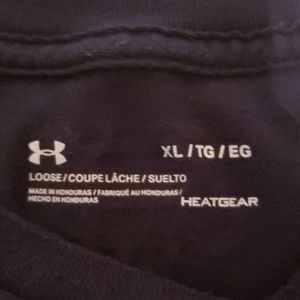 XL/TG/EG
LOOSE/COUPE LÂCHE/SUELTO
MADE IN HONDURAS/FABRIQUÉ AU HONDURAS/
HECHO EN HONDURAS
HEATGEAR